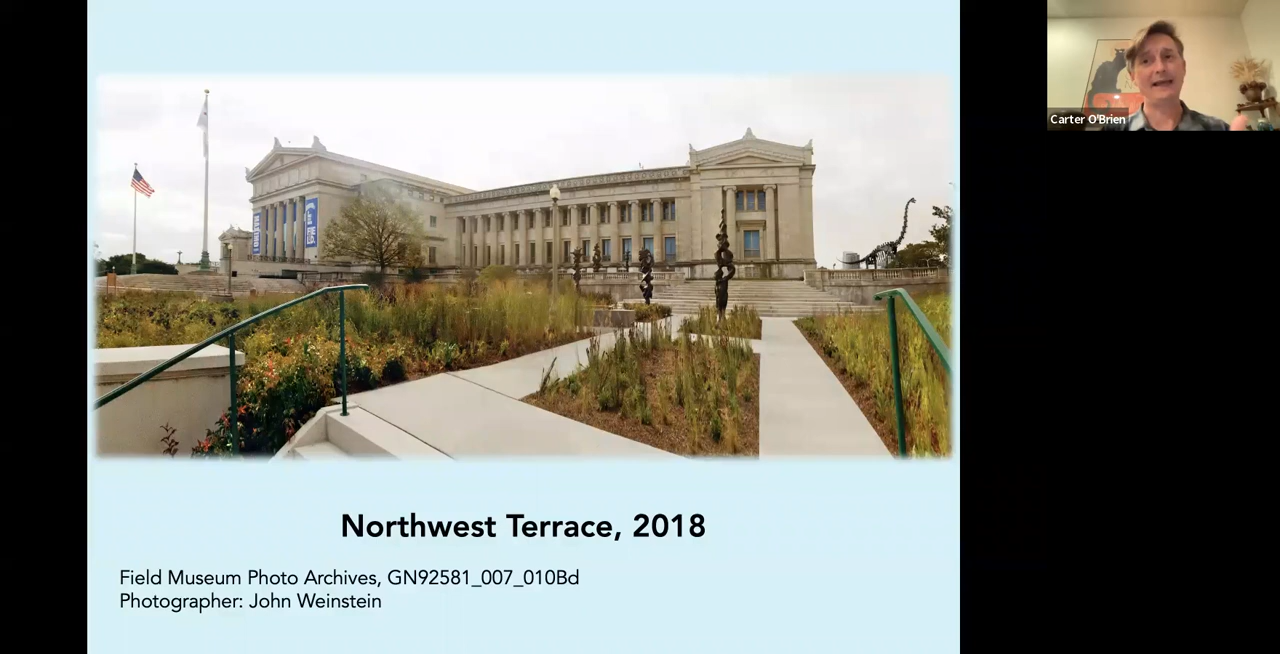 Carter O'Brien
Northwest Terrace, 2018
Field Museum Photo Archives, GN92581_007_010Bd
Photographer: John Weinstein